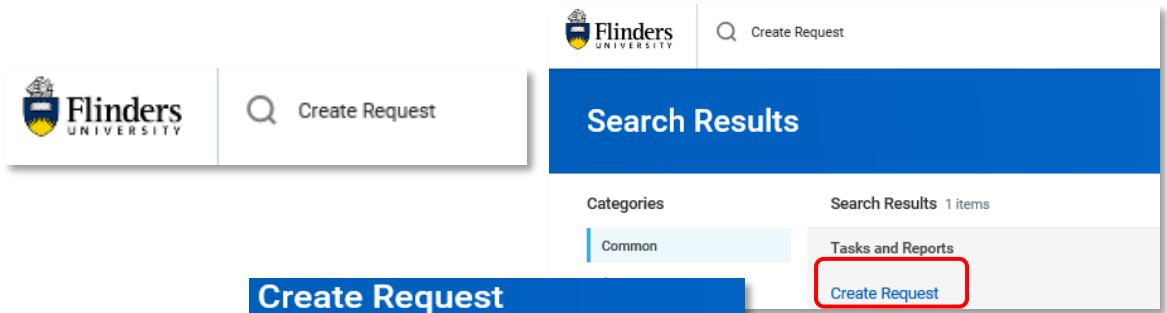 Flinders
UNIVERSITY
Create Request
Flinders
UNIVERSITY
Create Request
Search Results
Categories
Search Results 1 items
Common
Tasks and Reports
Create Request
Create Request